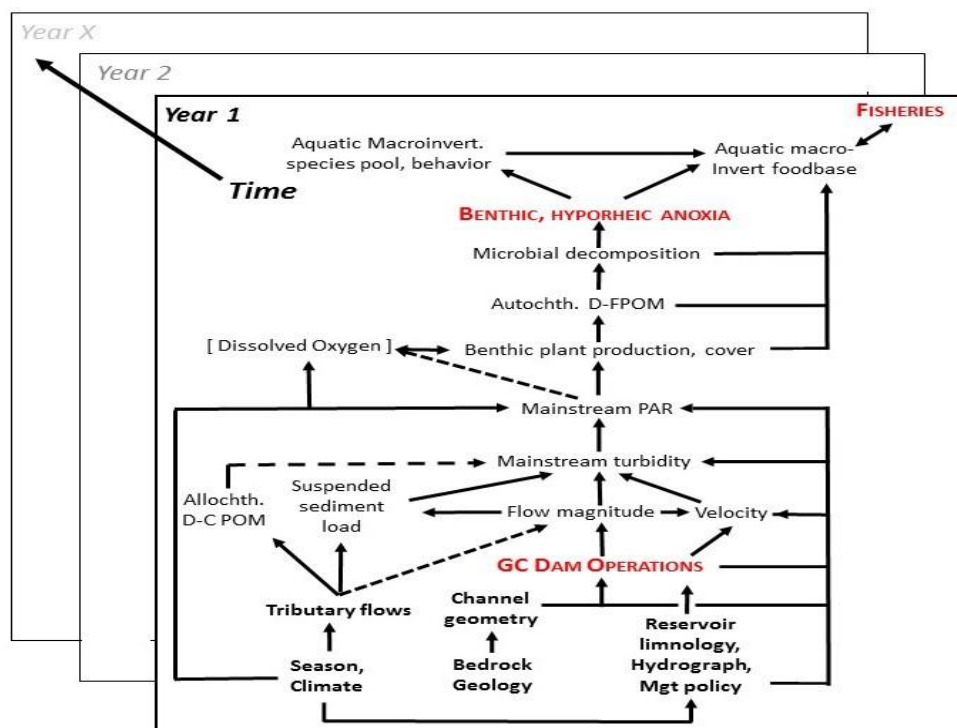 Year X
Year 2
Year 1
FISHERIES
Aquatic Macroinvert.
species pool, behavior
Aquatic macro-
Invert foodbase
Time
BENTHIC, HYPORHEIC ANOXIA
Microbial decomposition
Autochth. D-FPOM
[ Dissolved Oxygen ]
Benthic plant production, cover
Mainstream PAR
Mainstream turbidity
Allochth.
D-C POM
Suspended
sediment
load
Flow magnitude
Velocity
GC DAM OPERATIONS
Tributary flows
Channel
geometry
Reservoir
limnology,
Hydrograph,
Mgt policy
Season,
Climate
Bedrock
Geology